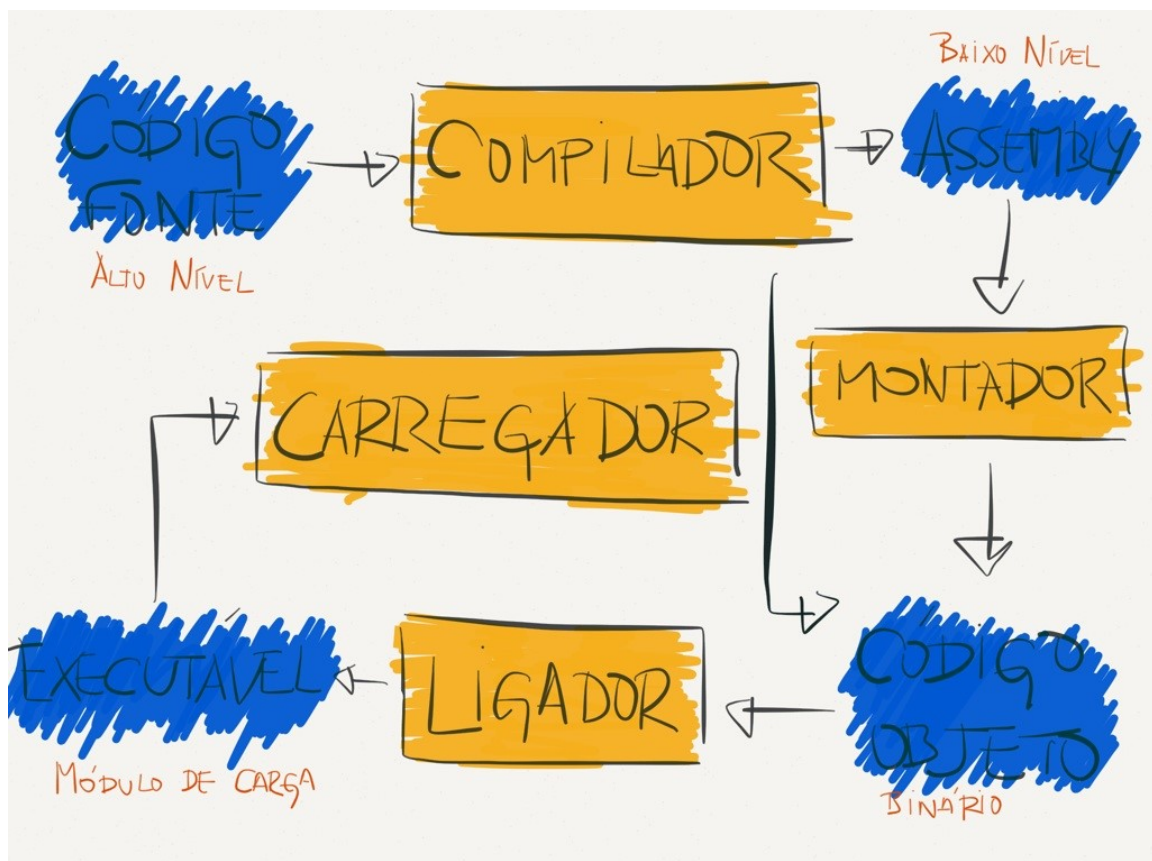 CÓDIGO
FONTE
ALTO NÍVEL
COMPILADOR
BAIXO NÍVEL
ASSEMBLY
MONTADOR
CÓDIGO
OBJETO
BINÁRIO
LIGADOR
EXECUTÁVEL
MÓDULO DE CARGA
CARREGADOR